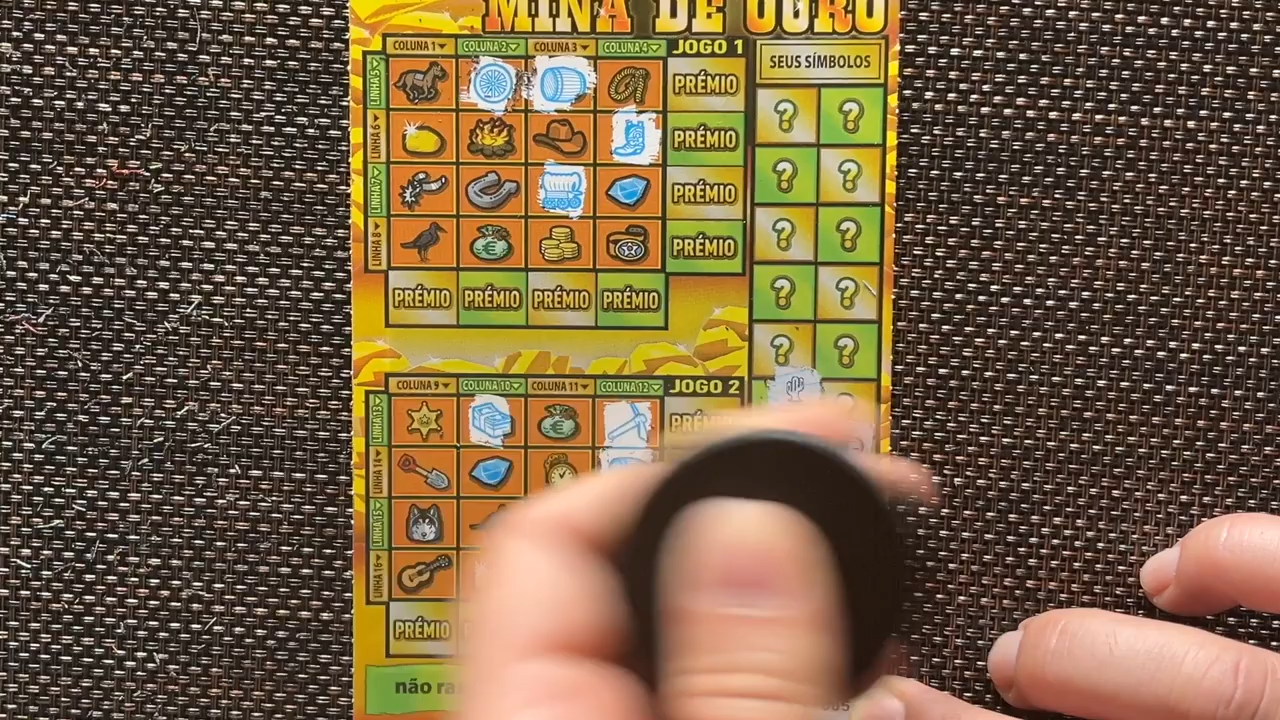 MINA DE OURO
COLUNA 1 COLUNA 2 COLUNA 3 COLUNA 4 JOGO 1
SEUS SÍMBOLOS
LINHA 5 PRÉMIO
LINHA 6 PRÉMIO
LINHA 7 PRÉMIO
LINHA 8 PRÉMIO
PRÉMIO PRÉMIO PRÉMIO PRÉMIO
? ?
? ?
? ?
? ?
? ?
COLUNA 9 COLUNA 10 COLUNA 11 COLUNA 12 JOGO 2
LINHA 13 PRÉMIO
LINHA 14
LINHA 15
LINHA 16
PRÉMIO
não